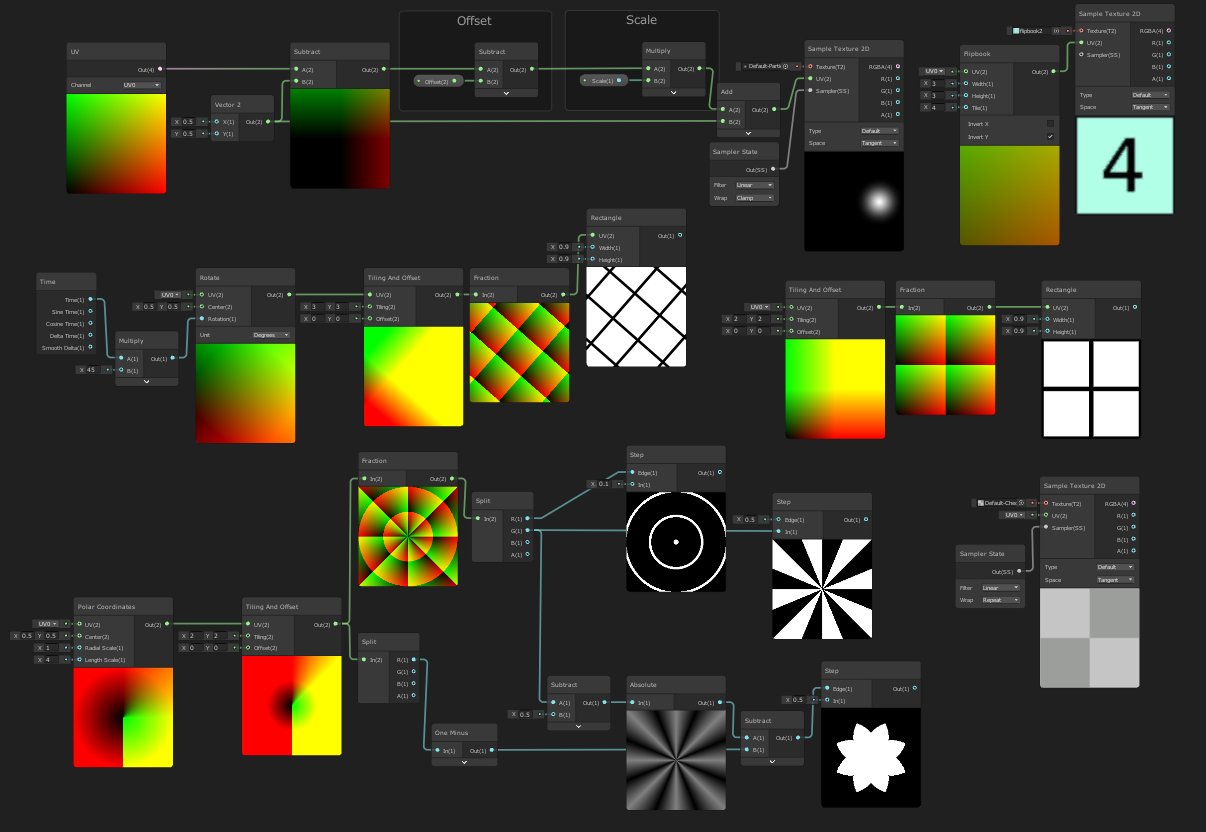 Offset
Scale
UV
Out(4)
Channel UV0
Vector 2
X 0.5 X(1) Out(2)
Y 0.5 Y(1)
Subtract
A(2) Out(2)
B(2)
Subtract
A(2) Out(2)
Offset(2) B(2)
Multiply
A(2) Out(2)
Scale(1) B(2)
Add
A(2) Out(2)
B(2)
Sampler State
Out(SS)
Filter Linear
Wrap Clamp
Sample Texture 2D
Default-Parti Texture(T2) RGBA(4)
UV(2) R(1)
Sampler(SS) G(1)
B(1)
A(1)
Type Default
Space Tangent
Flipbook
UV0 UV(2) Out(2)
X 3 Width(1)
X 3 Height(1)
X 4 Tile(1)
Invert X
Invert Y
Sample Texture 2D
flipbook2 Texture(T2) RGBA(4)
UV(2) R(1)
Sampler(SS) G(1)
B(1)
A(1)
Type Default
Space Tangent
4
Time
Time(1)
Sine Time(1)
Cosine Time(1)
Delta Time(1)
Smooth Delta(1)
Multiply
A(1) Out(1)
X 45 B(1)
Rotate
UV0 UV(2) Out(2)
X 0.5 Y 0.5 Center(2)
Rotation(1)
Unit Degrees
Tiling And Offset
UV(2) Out(2)
X 3 Y 3 Tiling(2)
X 0 Y 0 Offset(2)
Fraction
In(2) Out(2)
Rectangle
UV(2) Out(1)
X 0.9 Width(1)
X 0.9 Height(1)
Tiling And Offset
UV0 UV(2) Out(2)
X 2 Y 2 Tiling(2)
X 0 Y 0 Offset(2)
Fraction
In(2) Out(2)
Rectangle
UV(2) Out(1)
X 0.9 Width(1)
X 0.9 Height(1)
Polar Coordinates
UV0 UV(2) Out(2)
X 0.5 Y 0.5 Center(2)
X 1 Radial Scale(1)
X 4 Length Scale(1)
Tiling And Offset
UV(2) Out(2)
X 2 Y 2 Tiling(2)
X 0 Y 0 Offset(2)
Fraction
In(2) Out(2)
Split
In(2) R(1)
G(1)
B(1)
A(1)
Split
In(2) R(1)
G(1)
B(1)
A(1)
One Minus
In(1) Out(1)
Step
Edge(1) Out(1)
X 0.1 In(1)
Step
X 0.5 Edge(1) Out(1)
In(1)
Subtract
A(1) Out(1)
X 0.5 B(1)
Absolute
In(1) Out(1)
Subtract
A(1) Out(1)
B(1)
Step
Edge(1) Out(1)
X 0.5 In(1)
Sampler State
Out(SS)
Filter Linear
Wrap Repeat
Sample Texture 2D
Default-Chec Texture(T2) RGBA(4)
UV0 UV(2) R(1)
Sampler(SS) G(1)
B(1)
A(1)
Type Default
Space Tangent